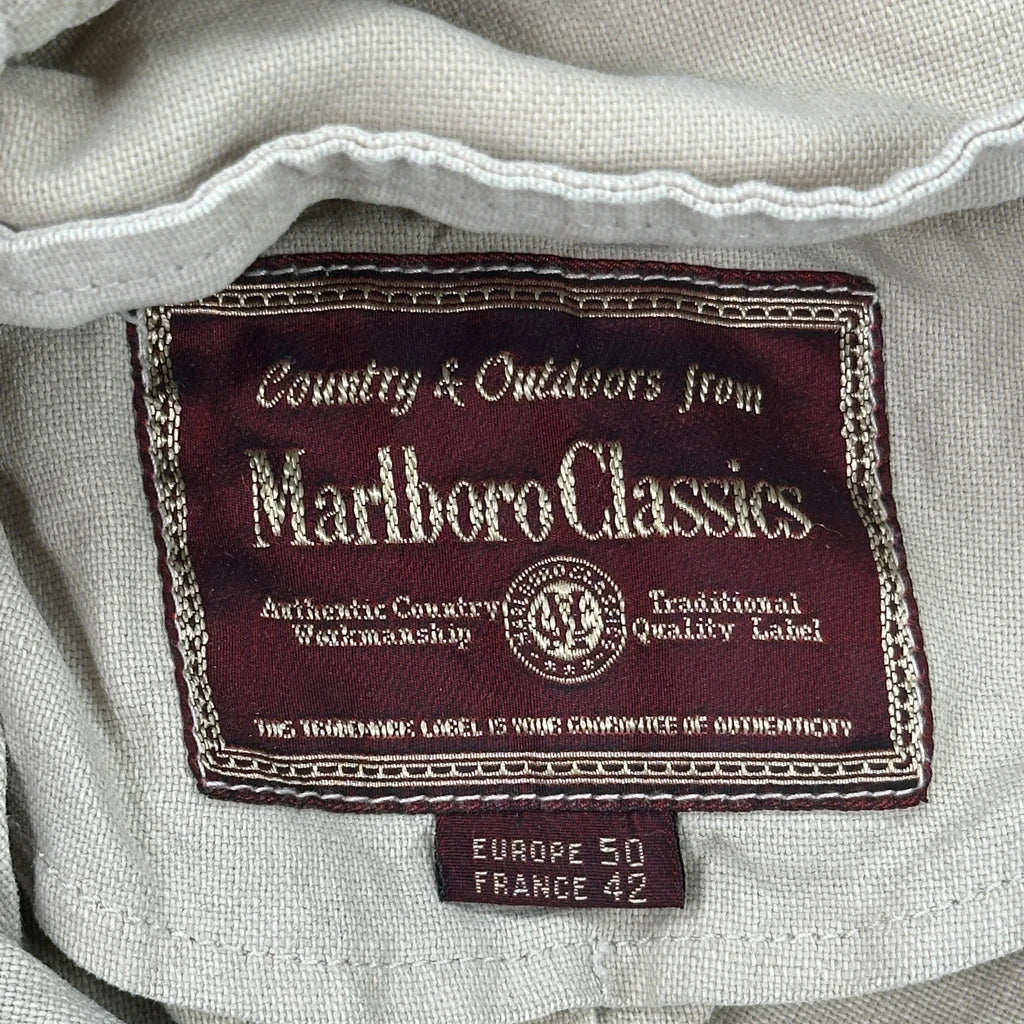 Country & Outdoors from
Marlboro Classics
Authentic Country
Workmanship
Traditional
Quality Label
THIS TRADEMARK LABEL IS YOUR GUARANTEE OF AUTHENTICITY
EUROPE 50
FRANCE 42